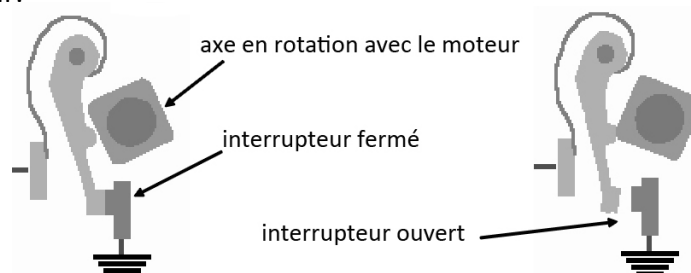 axe en rotation avec le moteur
interrupteur fermé
interrupteur ouvert